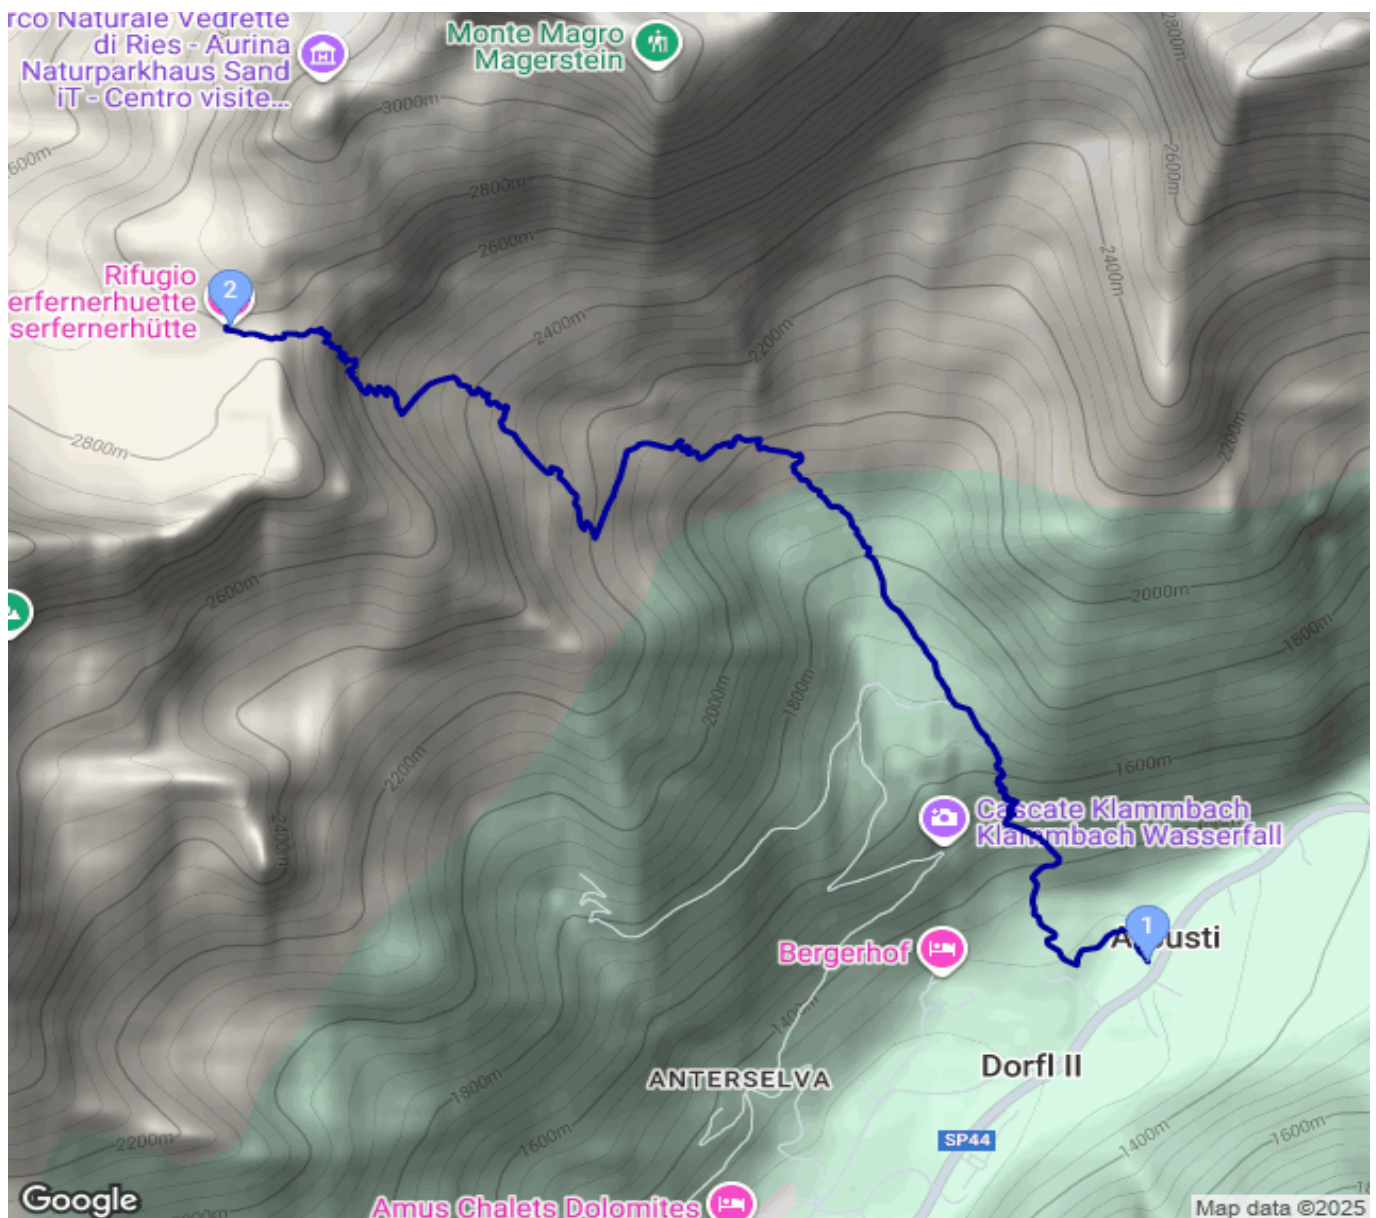 rco Naturale Vedrette
di Ries - Aurina
Naturparkhaus Sand
iT - Centro visite...
Monte Magro
Magerstein
3000m
2800m
2800m
2600m
2600m
2600m
2400m
2400m
2200m
Rifugio
erfernerhuette
serfernerhütte
2
2800m
2200m
2600m
2000m
1800m
2000m
1800m
2200m
1600m
2400m
Cascate Klammbach
Klammbach Wasserfall
1
Bergerhof
1400m
Dorfl II
ANTERSELVA
1800m
1600m
2200m
SP44
1400m
1600m
Google
Amus Chalets Dolomites
Map data ©2025